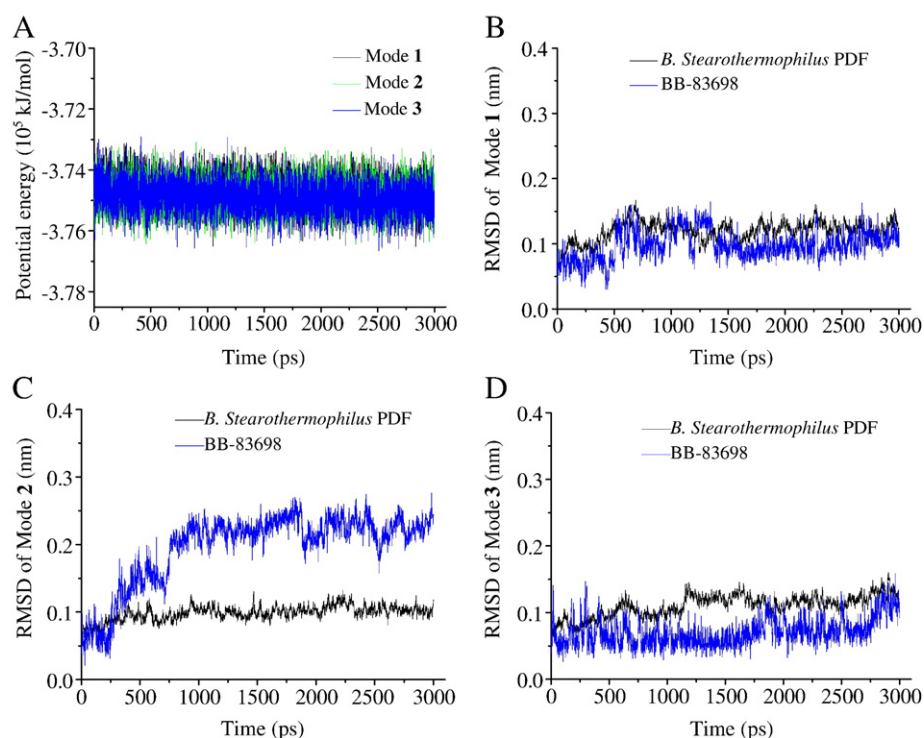 A
Potential energy (10⁵ kJ/mol)
-3.70
-3.72
-3.74
-3.76
-3.78
Mode 1
Mode 2
Mode 3
0 500 1000 1500 2000 2500 3000
Time (ps)
B
RMSD of Mode 1 (nm)
0.4
0.3
0.2
0.1
0.0
B. Stearothermophilus PDF
BB-83698
0 500 1000 1500 2000 2500 3000
Time (ps)
C
RMSD of Mode 2 (nm)
0.4
0.3
0.2
0.1
0.0
B. Stearothermophilus PDF
BB-83698
0 500 1000 1500 2000 2500 3000
Time (ps)
D
RMSD of Mode 3 (nm)
0.4
0.3
0.2
0.1
0.0
B. Stearothermophilus PDF
BB-83698
0 500 1000 1500 2000 2500 3000
Time (ps)